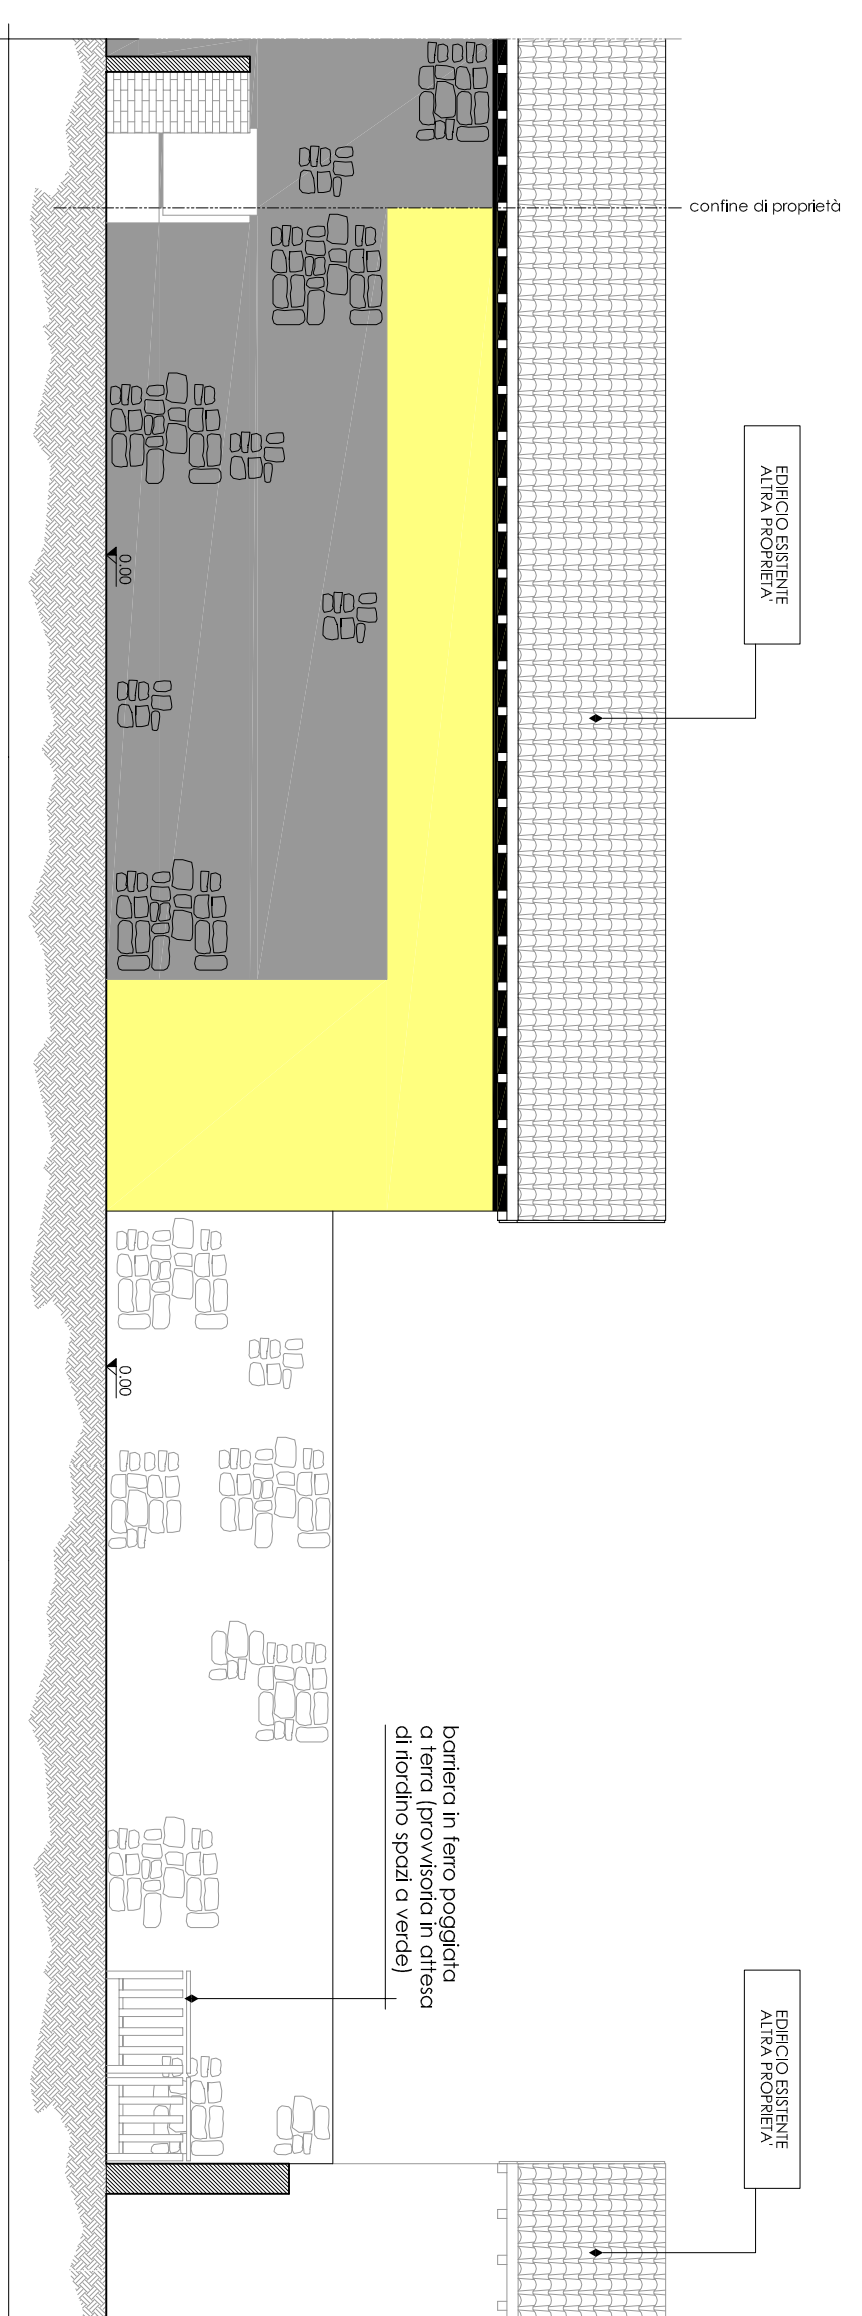 confine di proprietà
EDIFICIO ESISTENTE
ALTRA PROPRIETA'
0.00
0.00
barriera in ferro poggiata
a terra (provvisoria in attesa
di riordino spazi a verde)
EDIFICIO ESISTENTE
ALTRA PROPRIETA'